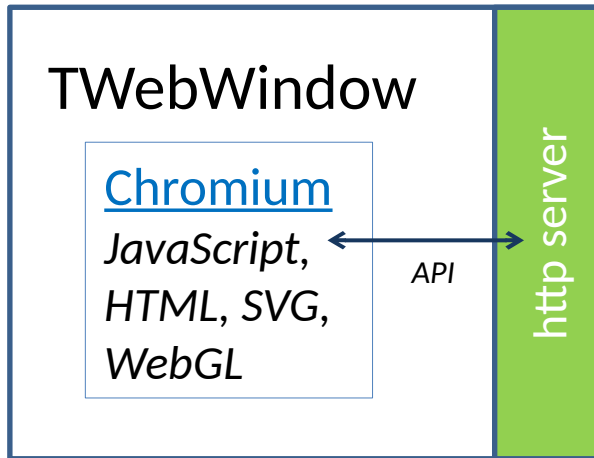 TWebWindow
Chromium
JavaScript,
HTML, SVG,
WebGL
API
http server